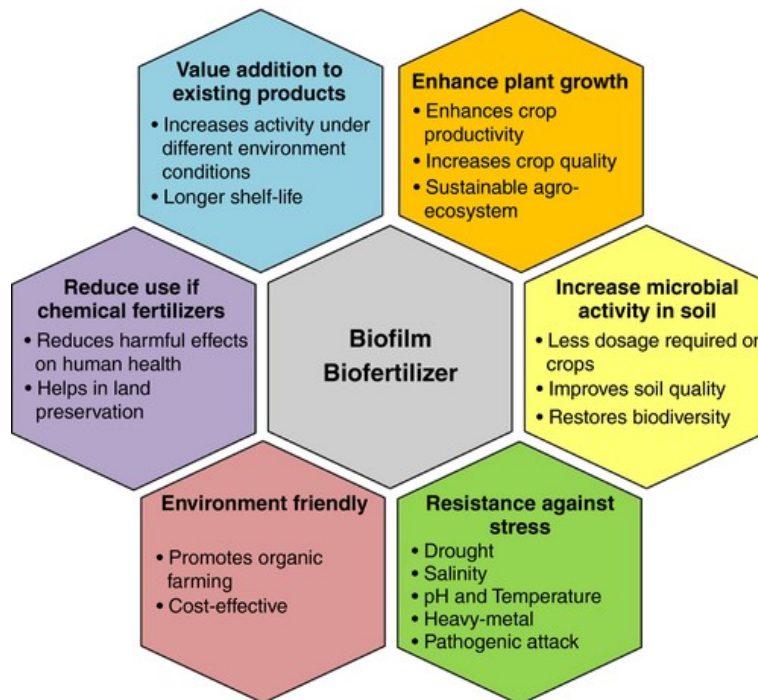 Value addition to
existing products
• Increases activity under
different environment
conditions
• Longer shelf-life
Enhance plant growth
• Enhances crop
productivity
• Increases crop quality
• Sustainable agro-
ecosystem
Reduce use if
chemical fertilizers
• Reduces harmful effects
on human health
• Helps in land
preservation
Biofilm
Biofertilizer
Increase microbial
activity in soil
• Less dosage required on
crops
• Improves soil quality
• Restores biodiversity
Environment friendly
• Promotes organic
farming
• Cost-effective
Resistance against
stress
• Drought
• Salinity
• pH and Temperature
• Heavy-metal
• Pathogenic attack